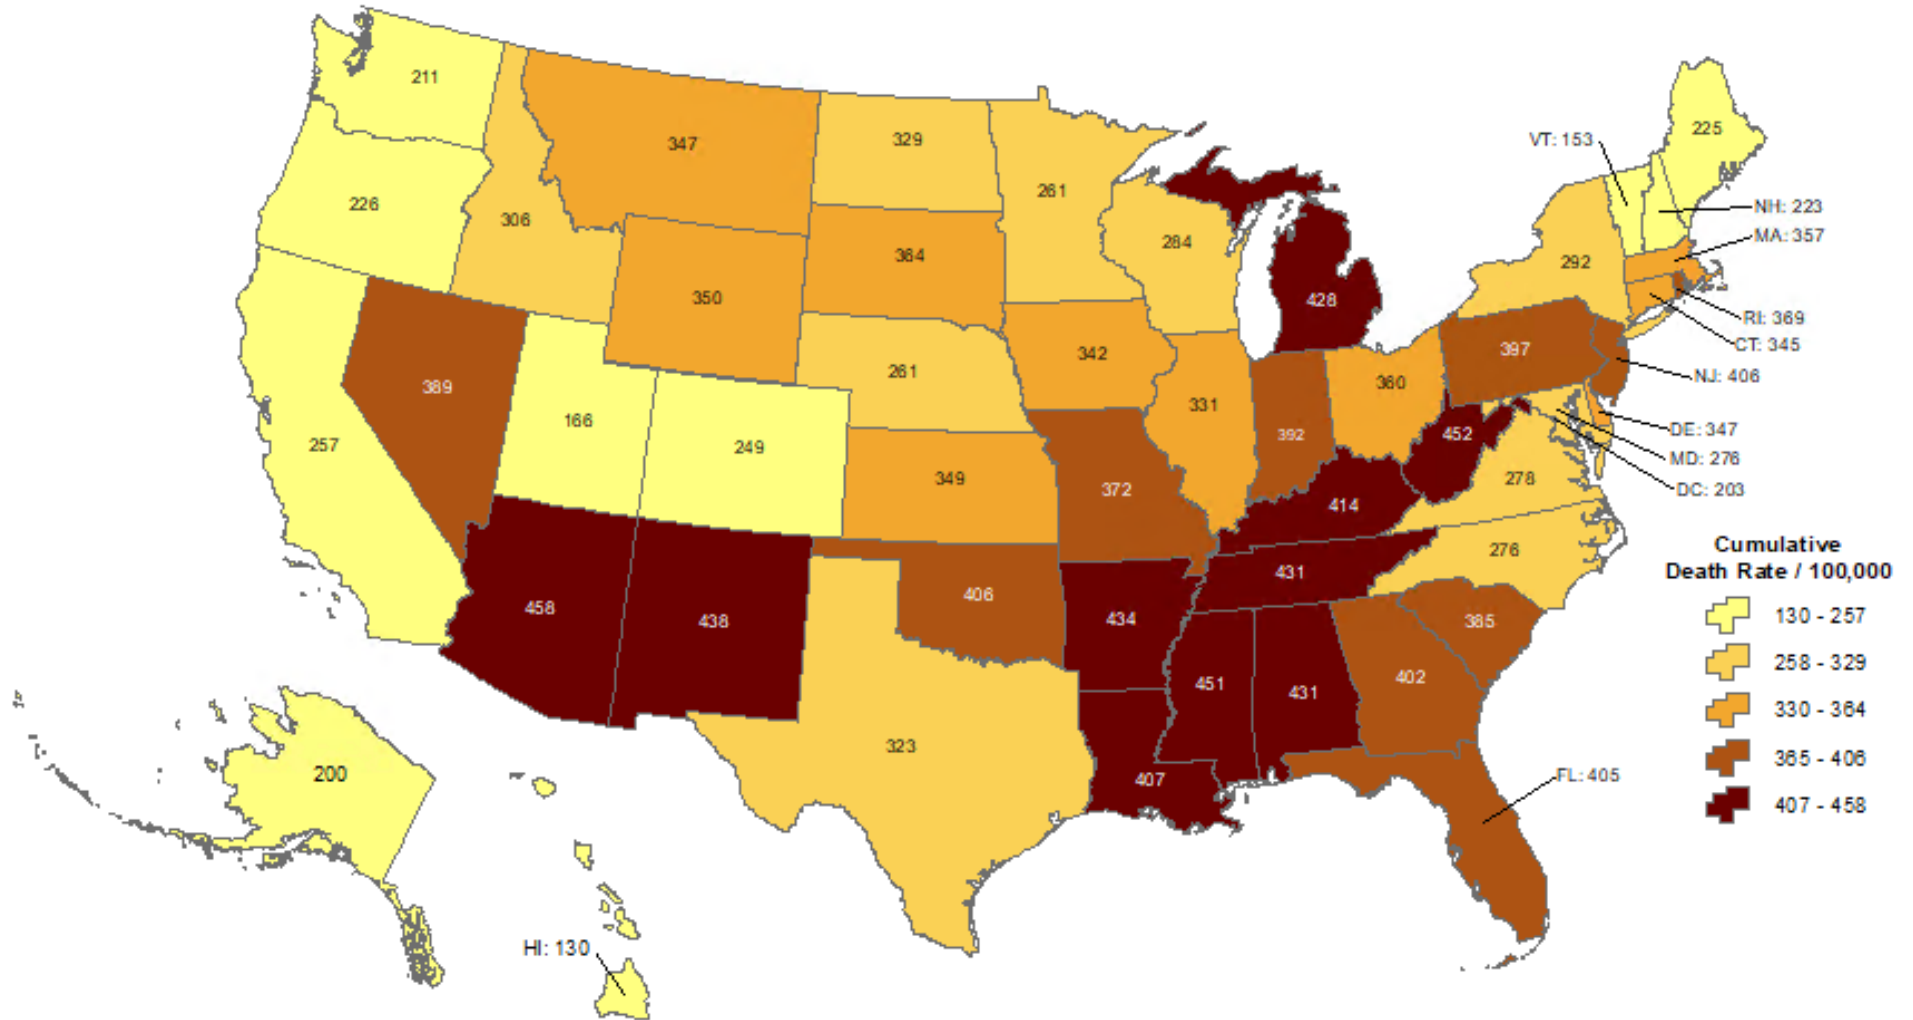 211
347
329
261
225
VT: 153
226
306
364
284
NH: 223
MA: 357
292
350
428
RI: 369
CT: 345
342
397
NJ: 406
389
261
360
331
166
249
392
452
DE: 347
MD: 276
DC: 203
257
349
372
414
278
276
431
458
438
406
434
385
451
431
402
323
407
200
FL: 405
HI: 130
Cumulative
Death Rate / 100,000
130 - 257
258 - 329
330 - 364
365 - 406
407 - 458